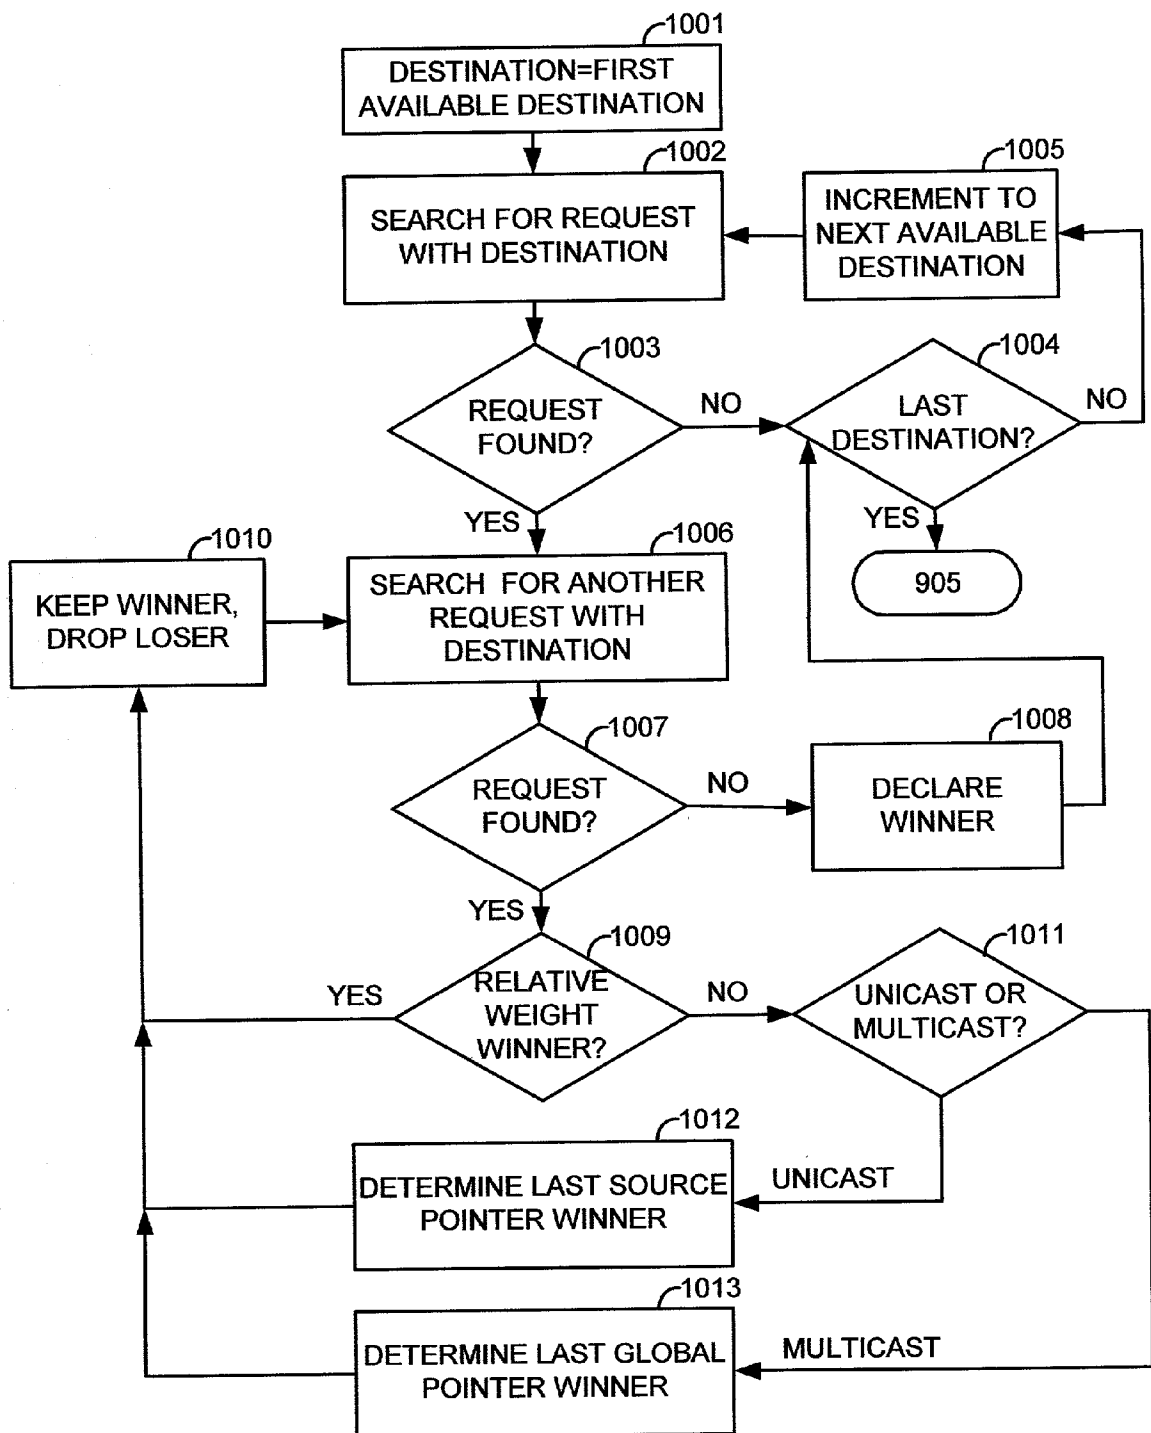 1001
DESTINATION=FIRST
AVAILABLE DESTINATION
1002
SEARCH FOR REQUEST
WITH DESTINATION
1005
INCREMENT TO
NEXT AVAILABLE
DESTINATION
1003
REQUEST
FOUND?
NO
1004
LAST
DESTINATION?
NO
YES
YES
905
1010
KEEP WINNER,
DROP LOSER
1006
SEARCH FOR ANOTHER
REQUEST WITH
DESTINATION
1007
REQUEST
FOUND?
NO
1008
DECLARE
WINNER
YES
1009
RELATIVE
WEIGHT
WINNER?
YES
NO
1011
UNICAST OR
MULTICAST?
1012
DETERMINE LAST SOURCE
POINTER WINNER
UNICAST
1013
DETERMINE LAST GLOBAL
POINTER WINNER
MULTICAST